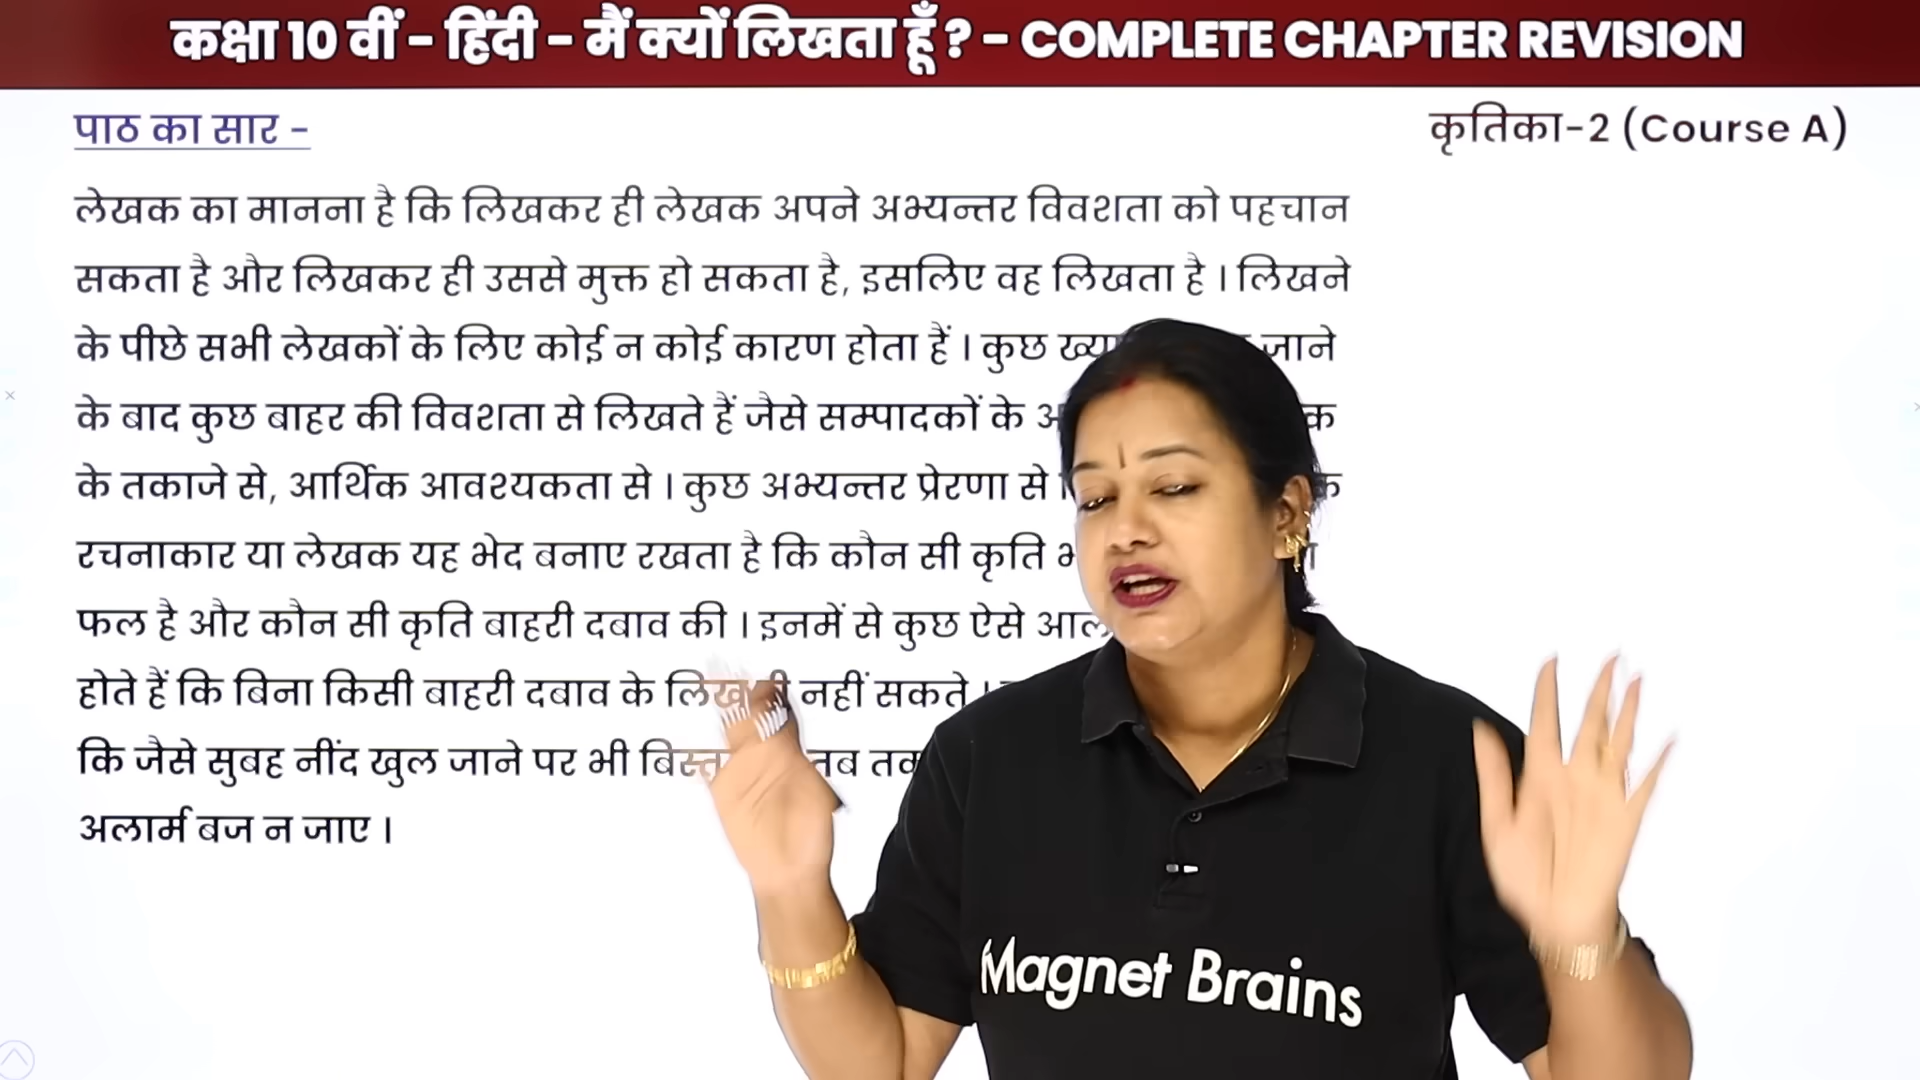 कक्षा 10 वीं - हिंदी - मैं क्यों लिखता हूँ ? - COMPLETE CHAPTER REVISION
पाठ का सार -
कृतिका-2 (Course A)
लेखक का मानना है कि लिखकर ही लेखक अपने अभ्यन्तर विवशता को पहचान
सकता है और लिखकर ही उससे मुक्त हो सकता है, इसलिए वह लिखता है । लिखने
के पीछे सभी लेखकों के लिए कोई न कोई कारण होता हैं । कुछ जाने
के बाद कुछ बाहर की विवशता से लिखते हैं जैसे सम्पादकों के
के तकाजे से, आर्थिक आवश्यकता से । कुछ अभ्यन्तर प्रेरणा से
रचनाकार या लेखक यह भेद बनाए रखता है कि कौन सी कृति
फल है और कौन सी कृति बाहरी दबाव की । इनमें से कुछ ऐसे
होते हैं कि बिना किसी बाहरी दबाव के नहीं सकते ।
कि जैसे सुबह नींद खुल जाने पर भी तब तक
अलार्म बज न जाए ।
Magnet Brains